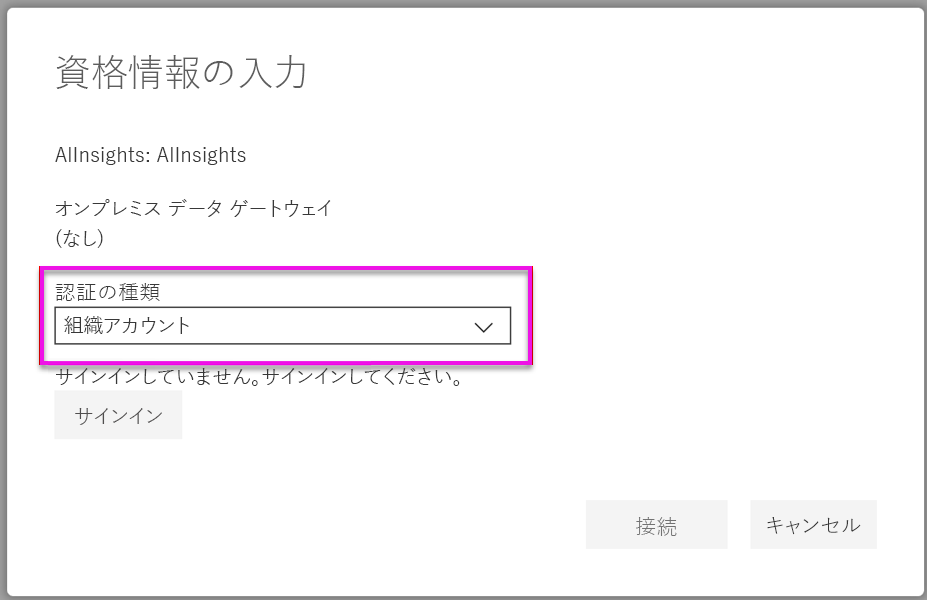 資格情報の入力
AIInsights: AIInsights
オンプレミス データ ゲートウェイ
(なし)
認証の種類
組織アカウント
サインインしていません。サインインしてください。
サインイン
接続
キャンセル